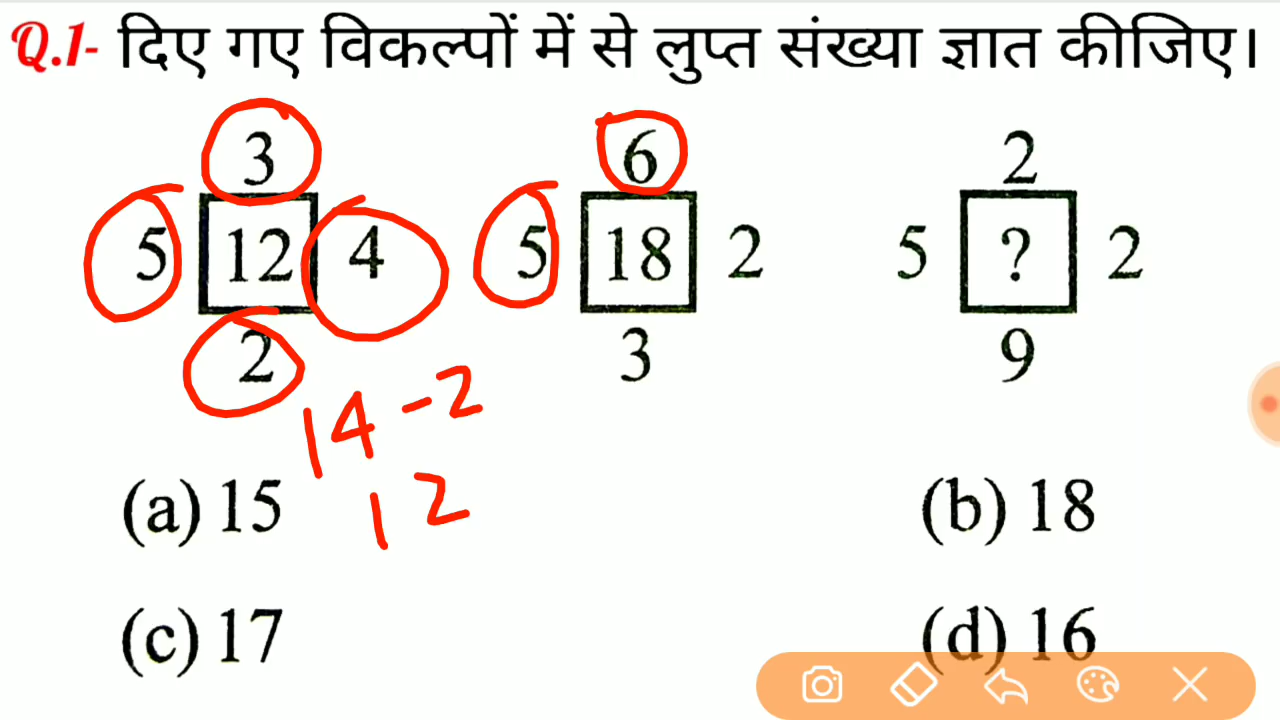 Q.1- दिए गए विकल्पों में से लुप्त संख्या ज्ञात कीजिए।
3 6 2
5 12 4 5 18 2 5 ? 2
2 3 9
14-2
12
(a) 15 (b) 18
(c) 17 (d) 16